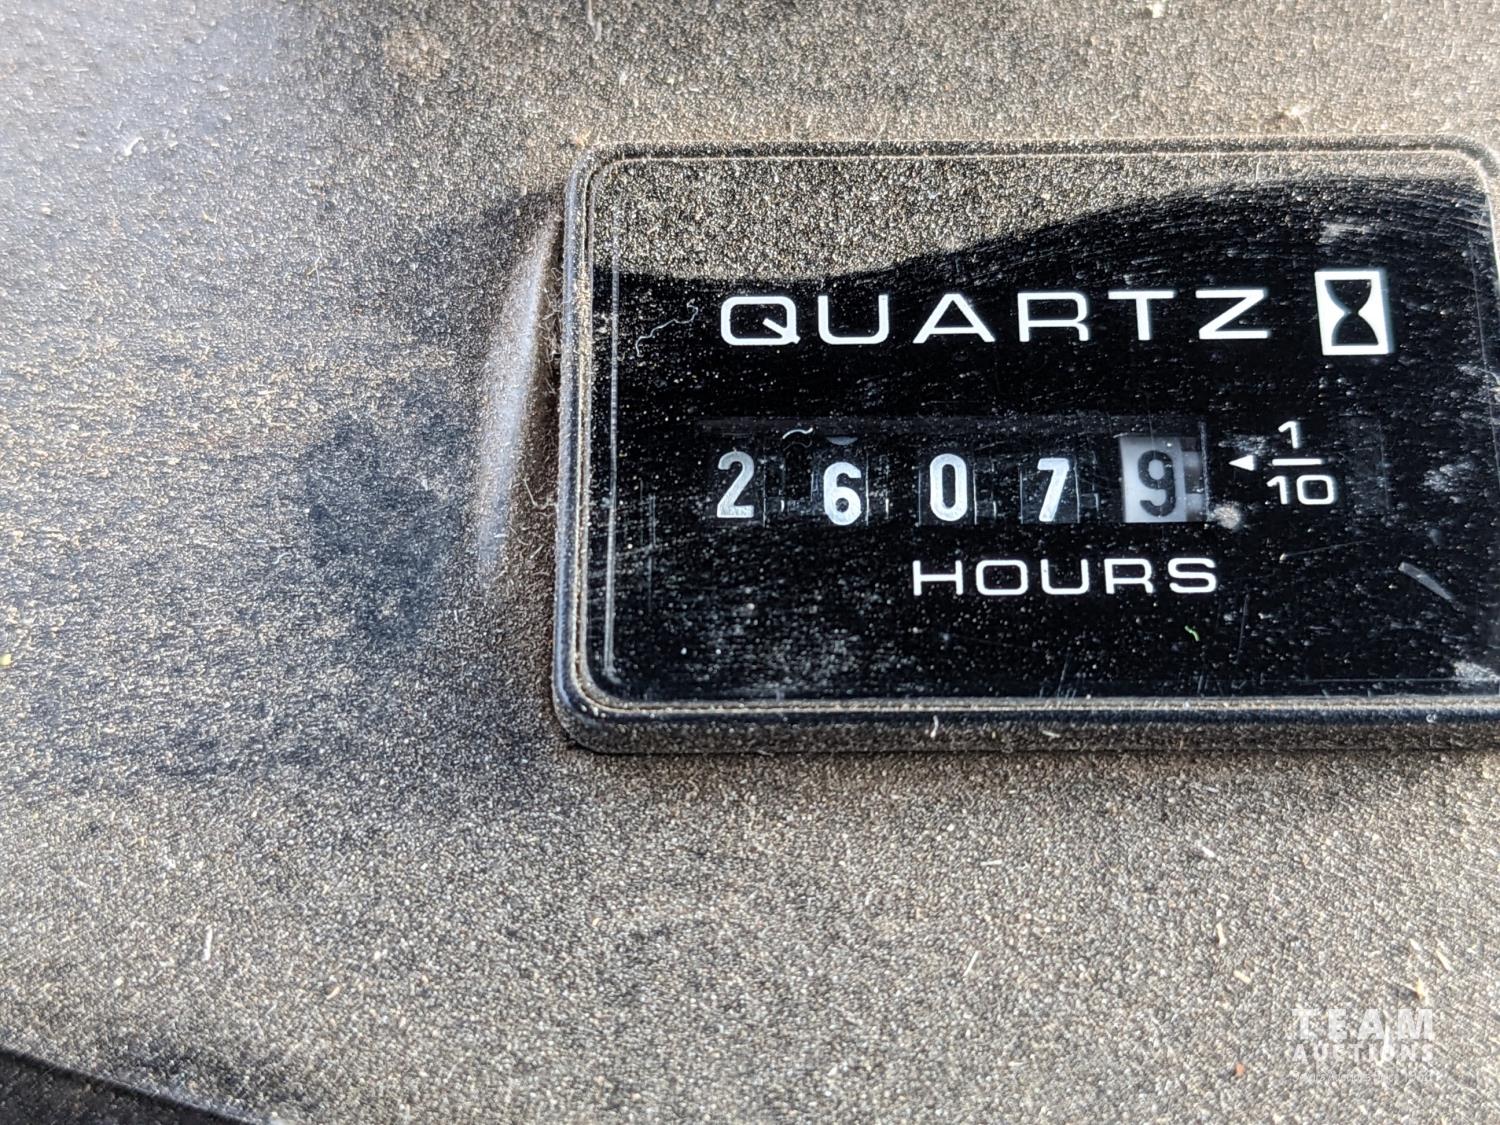 QUARTZ
26079
1
10
HOURS
TEAM
AUCTIONS